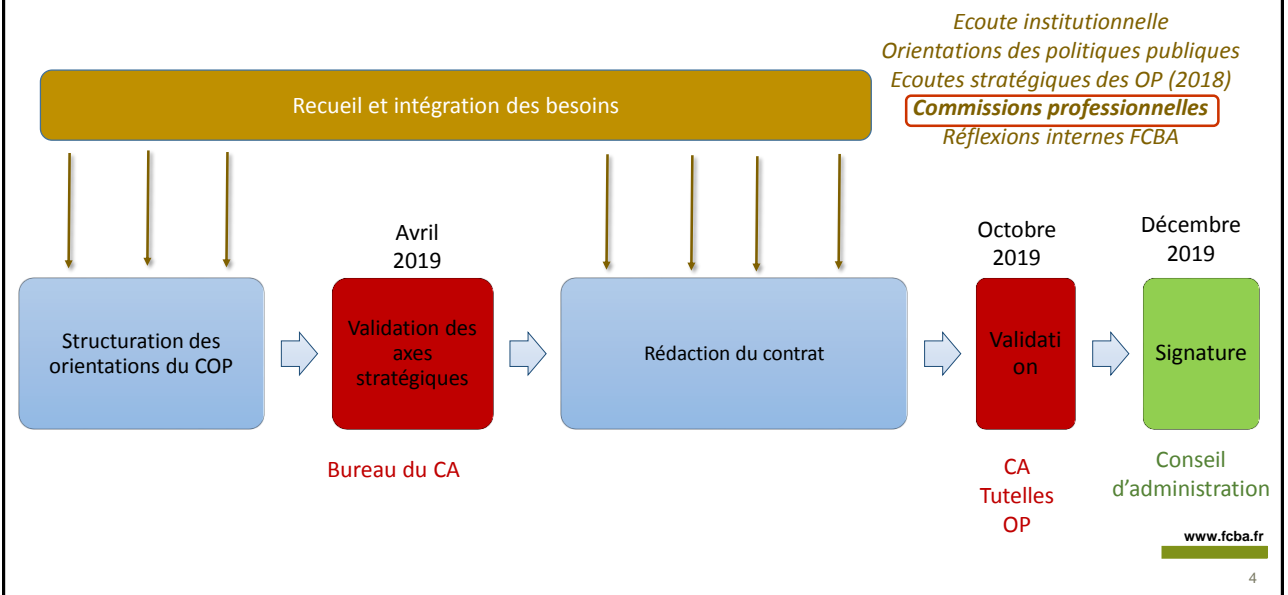 Ecoute institutionnelle
Orientations des politiques publiques
Ecoutes stratégiques des OP (2018)
Commissions professionnelles
Réflexions internes FCBA
Recueil et intégration des besoins
Avril
2019
Octobre
2019
Décembre
2019
Structuration des
orientations du COP
Validation des
axes
stratégiques
Rédaction du contrat
Validati
on
Signature
Bureau du CA
CA
Tutelles
OP
Conseil
d’administration
www.fcba.fr
4